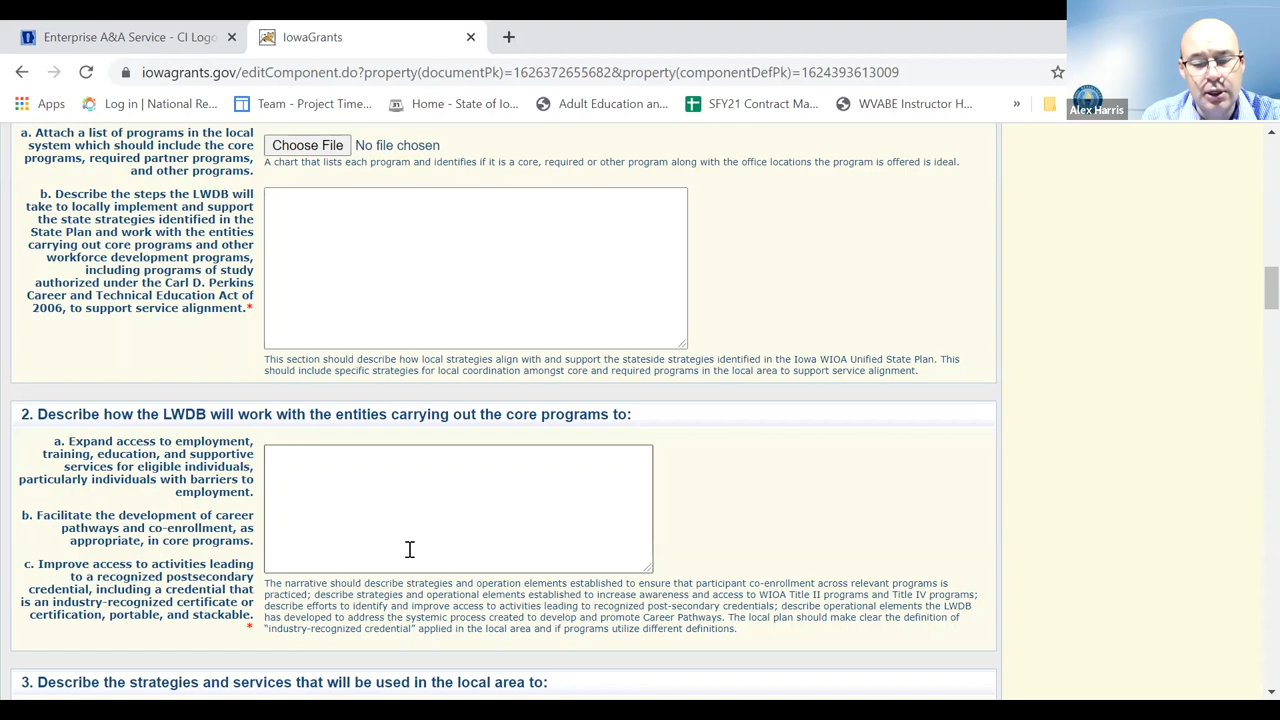 Enterprise A&A Service - CI Logo
IowaGrants
iowagrants.gov/editComponent.do?property(documentPk)=1626372655682&property(componentDefPk)=1624393613009
Apps
Log in | National Re...
Team - Project Time...
Home - State of Io...
Adult Education an...
SFY21 Contract Ma...
WVABE Instructor H...
»
Alex Harris
a. Attach a list of programs in the local
system which should include the core
programs, required partner programs,
and other programs.
Choose File No file chosen
A chart that lists each program and identifies if it is a core, required or other program along with the office locations the program is offered is ideal.
b. Describe the steps the LWDB will
take to locally implement and support
the state strategies identified in the
State Plan and work with the entities
carrying out core programs and other
workforce development programs,
including programs of study
authorized under the Carl D. Perkins
Career and Technical Education Act of
2006, to support service alignment.*
This section should describe how local strategies align with and support the stateside strategies identified in the Iowa WIOA Unified State Plan. This
should include specific strategies for local coordination amongst core and required programs in the local area to support service alignment.
2. Describe how the LWDB will work with the entities carrying out the core programs to:
a. Expand access to employment,
training, education, and supportive
services for eligible individuals,
particularly individuals with barriers to
employment.
b. Facilitate the development of career
pathways and co-enrollment, as
appropriate, in core programs.
c. Improve access to activities leading
to a recognized postsecondary
credential, including a credential that
is an industry-recognized certificate or
certification, portable, and stackable.
*
The narrative should describe strategies and operation elements established to ensure that participant co-enrollment across relevant programs is
practiced; describe strategies and operational elements established to increase awareness and access to WIOA Title II programs and Title IV programs;
describe efforts to identify and improve access to activities leading to recognized post-secondary credentials; describe operational elements the LWDB
has developed to address the systemic process created to develop and promote Career Pathways. The local plan should make clear the definition of
"industry-recognized credential" applied in the local area and if programs utilize different definitions.
3. Describe the strategies and services that will be used in the local area to: